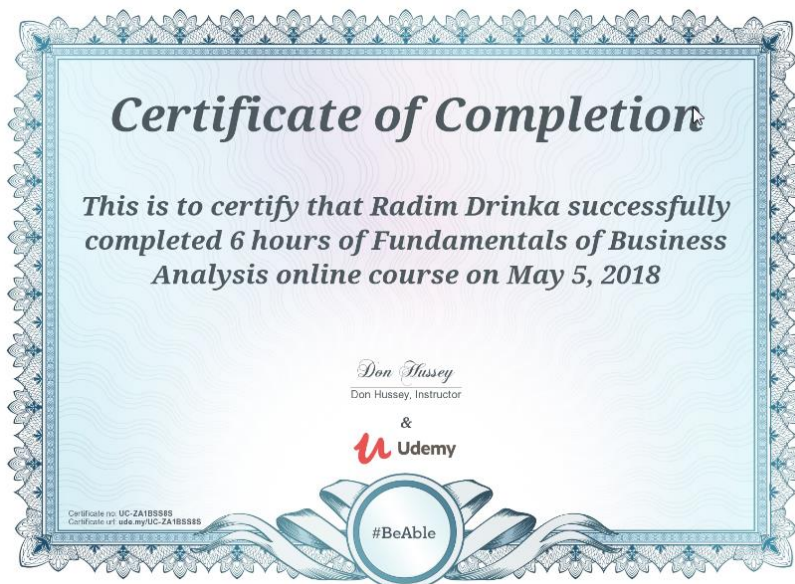 Certificate of Completion
This is to certify that Radim Drinka successfully
completed 6 hours of Fundamentals of Business
Analysis online course on May 5, 2018
Don Hussey
Don Hussey, Instructor
&
Udemy
Certificate no: UC-ZA1BSS8S
Certificate url: ude.my/UC-ZA1BSS8S
#BeAble